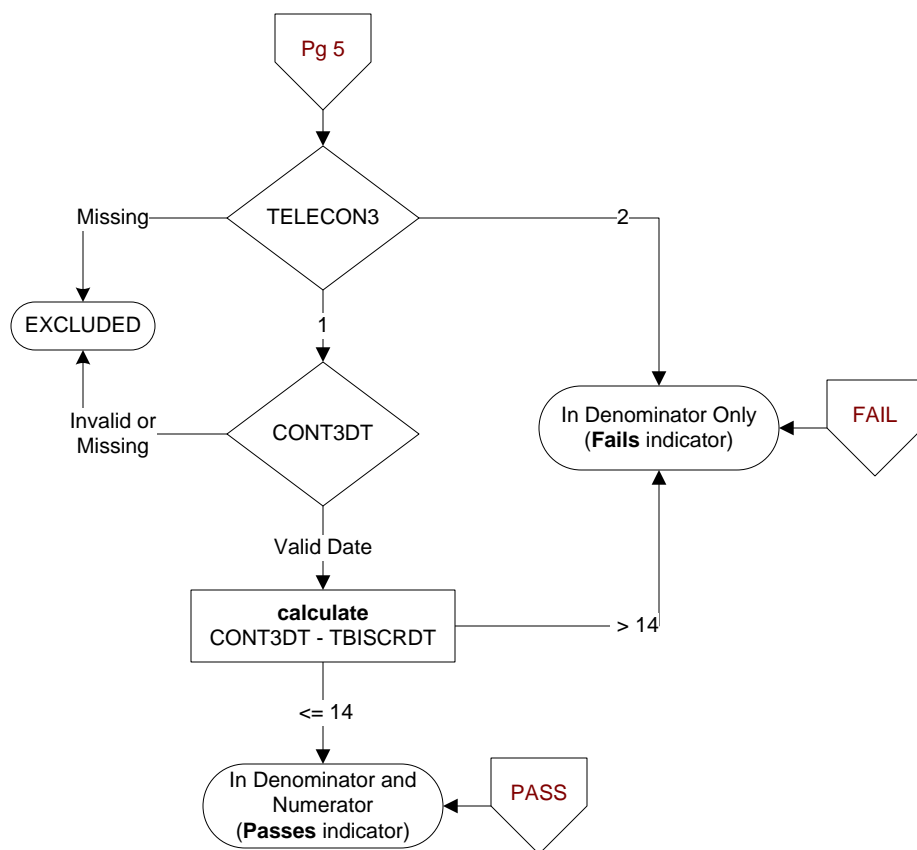 Pg 5
TELECON3
Missing
2
EXCLUDED
1
Invalid or
Missing
CONT3DT
In Denominator Only
(Fails indicator)
FAIL
Valid Date
calculate
CONT3DT - TBISCRDT
> 14
<= 14
In Denominator and
Numerator
(Passes indicator)
PASS